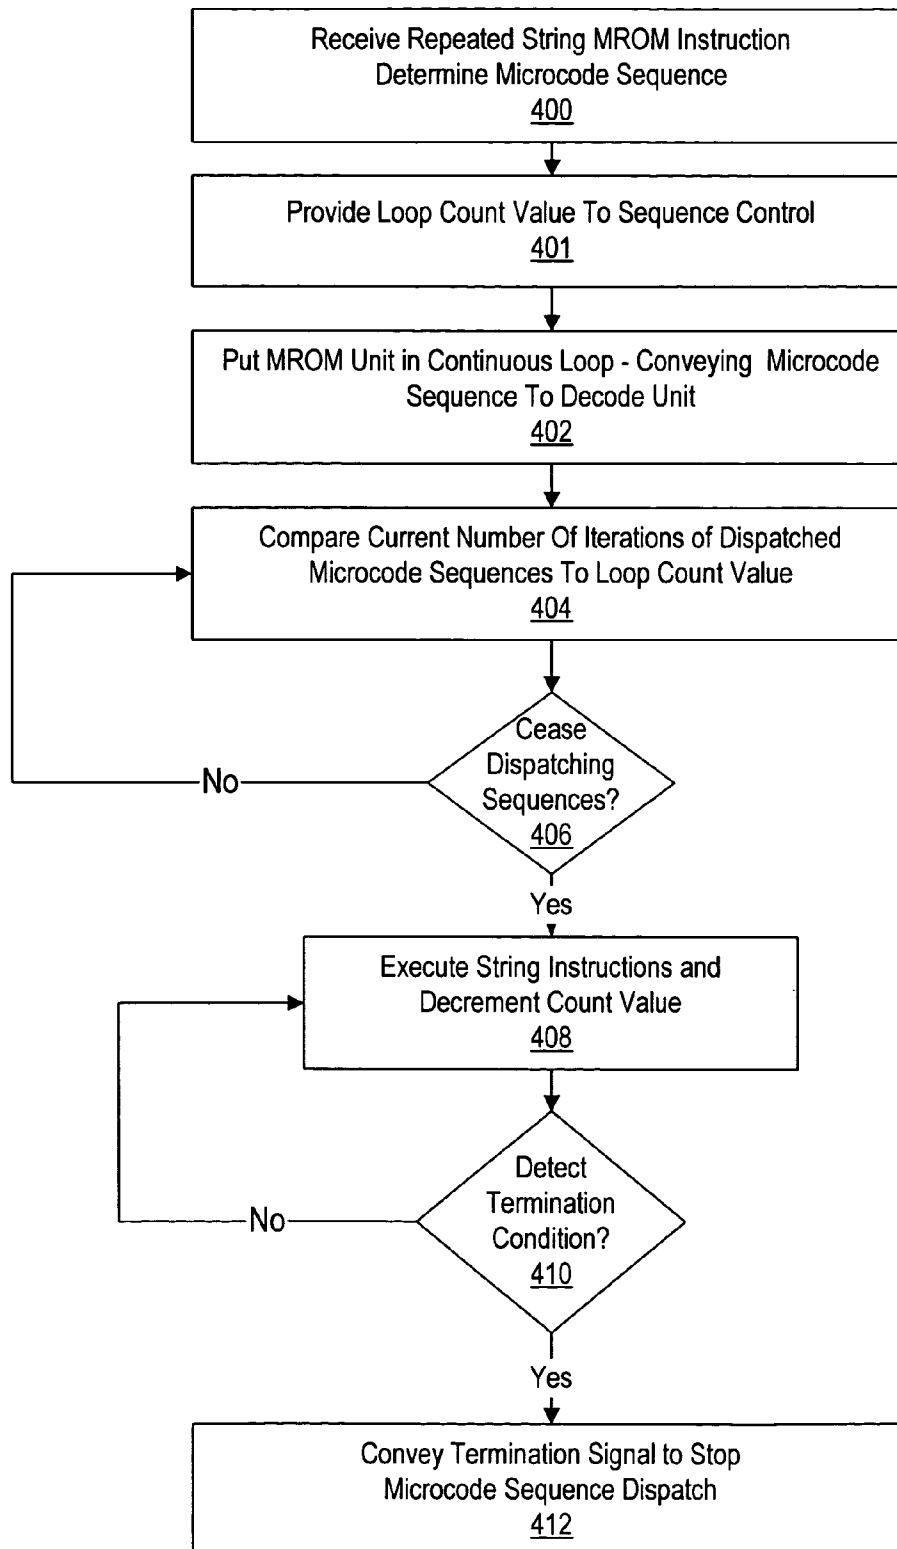 Receive Repeated String MROM Instruction
Determine Microcode Sequence
400
Provide Loop Count Value To Sequence Control
401
Put MROM Unit in Continuous Loop - Conveying Microcode
Sequence To Decode Unit
402
Compare Current Number Of Iterations of Dispatched
Microcode Sequences To Loop Count Value
404
Cease
Dispatching
Sequences?
406
No
Yes
Execute String Instructions and
Decrement Count Value
408
Detect
Termination
Condition?
410
No
Yes
Convey Termination Signal to Stop
Microcode Sequence Dispatch
412